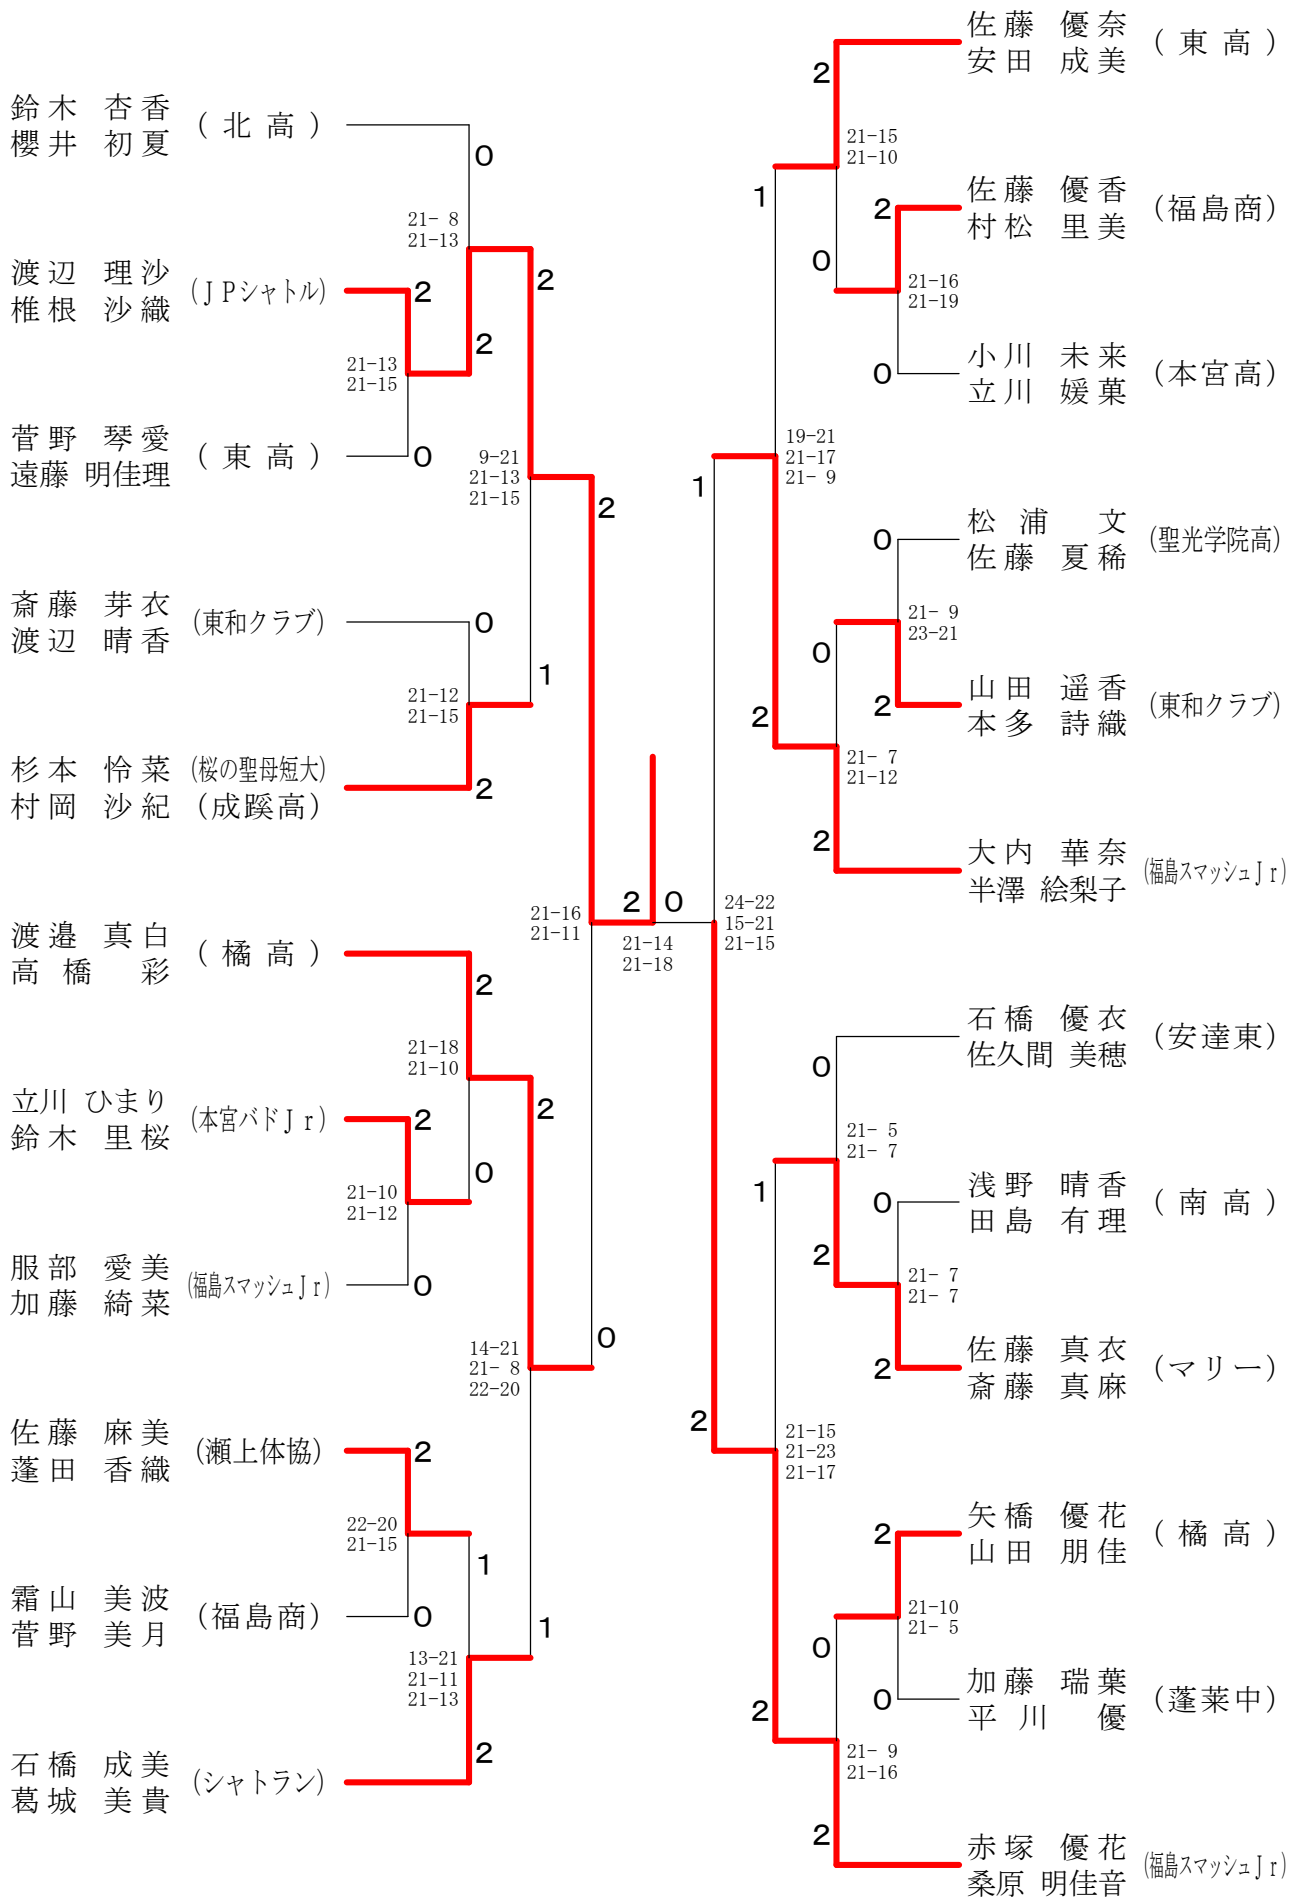 鈴木 杏香
櫻井 初夏
(北高)
0
21- 8
21-13
渡辺 理沙
椎根 沙織
(JPシャトル)
2
2
2
21-13
21-15
菅野 琴愛
遠藤 明佳理
(東高)
0
9-21
21-13
21-15
2
斎藤 芽衣
渡辺 晴香
(東和クラブ)
0
1
21-12
21-15
杉本 怜菜
村岡 沙紀
(桜の聖母短大)
(成蹊高)
2
渡邉 真白
高橋 彩
(橘高)
2
21-16
21-11
21-18
21-10
立川 ひまり
鈴木 里桜
(本宮バドJr)
2
2
0
21-10
21-12
服部 愛美
加藤 綺菜
(福島スマッシュJr)
0
14-21
21- 8
22-20
0
佐藤 麻美
蓬田 香織
(瀬上体協)
2
22-20
21-15
1
霜山 美波
菅野 美月
(福島商)
0
1
13-21
21-11
21-13
石橋 成美
葛城 美貴
(シャトラン)
2
2
0
21-14
21-18
佐藤 優奈
安田 成美
(東高)
2
21-15
21-10
1
佐藤 優香
村松 里美
(福島商)
2
0
21-16
21-19
小川 未来
立川 媛菓
(本宮高)
0
19-21
21-17
21- 9
1
松浦 文
佐藤 夏稀
(聖光学院高)
0
21- 9
23-21
0
山田 遥香
本多 詩織
(東和クラブ)
2
2
21- 7
21-12
大内 華奈
半澤 絵梨子
(福島スマッシュJr)
2
24-22
15-21
21-15
石橋 優衣
佐久間 美穂
(安達東)
0
21- 5
21- 7
1
浅野 晴香
田島 有理
(南高)
0
2
21- 7
21- 7
佐藤 真衣
斎藤 真麻
(マリー)
2
2
21-15
21-23
21-17
矢橋 優花
山田 朋佳
(橘高)
2
21-10
21- 5
0
加藤 瑞葉
平川 優
(蓬莱中)
0
2
21- 9
21-16
赤塚 優花
桑原 明佳音
(福島スマッシュJr)
2